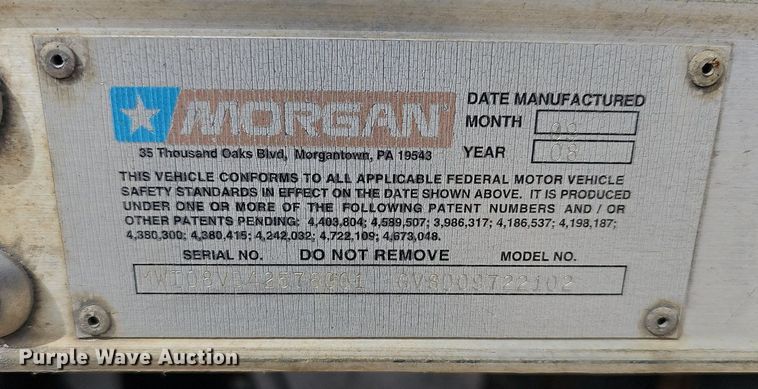 MORGAN
35 Thousand Oaks Blvd, Morgantown, PA 19543
DATE MANUFACTURED
MONTH
YEAR 08
THIS VEHICLE CONFORMS TO ALL APPLICABLE FEDERAL MOTOR VEHICLE
SAFETY STANDARDS IN EFFECT ON THE DATE SHOWN ABOVE. IT IS PRODUCED
UNDER ONE OR MORE OF THE FOLLOWING PATENT NUMBERS AND / OR
OTHER PATENTS PENDING: 4,403,804; 4,589,507; 3,986,317; 4,186,537; 4,198,187;
4,380,300; 4,380,415; 4,242,032; 4,722,109; 4,673,048.
SERIAL NO. DO NOT REMOVE MODEL NO.
GVSD09722102
Purple Wave Auction